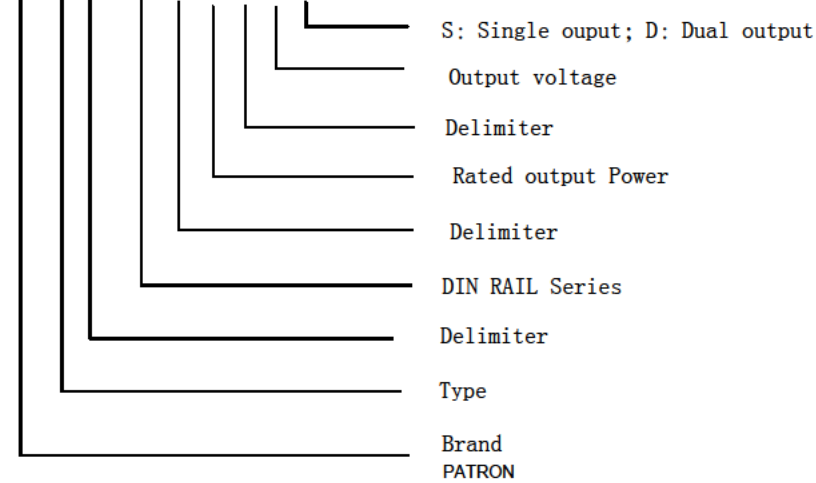 S: Single ouput; D: Dual output
Output voltage
Delimiter
Rated output Power
Delimiter
DIN RAIL Series
Delimiter
Type
Brand
PATRON